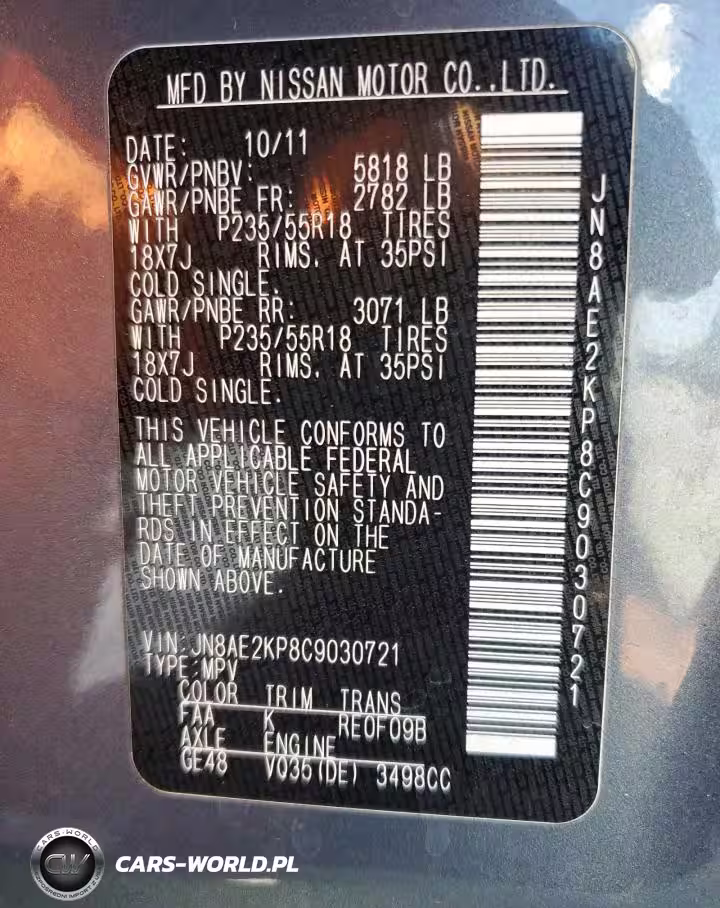 MFD BY NISSAN MOTOR CO.,LTD.
DATE: 10/11
GVWR/PNBV: 5818 LB
GAWR/PNBE FR: 2782 LB
WITH P235/55R18 TIRES
18X7J RIMS. AT 35PSI
COLD SINGLE.
GAWR/PNBE RR: 3071 LB
WITH P235/55R18 TIRES
18X7J RIMS. AT 35PSI
COLD SINGLE.
THIS VEHICLE CONFORMS TO
ALL APPLICABLE FEDERAL
MOTOR VEHICLE SAFETY AND
THEFT PREVENTION STANDA-
RDS IN EFFECT ON THE
DATE OF MANUFACTURE
SHOWN ABOVE.
VIN:JN8AE2KP8C9030721
TYPE:MPV
COLOR TRIM TRANS
FAA K RE0F09B
AXLE ENGINE
GE48 VQ35(DE) 3498CC
JN8AE2KP8C9030721
CARS-WORLD
CW
CARS-WORLD.PL